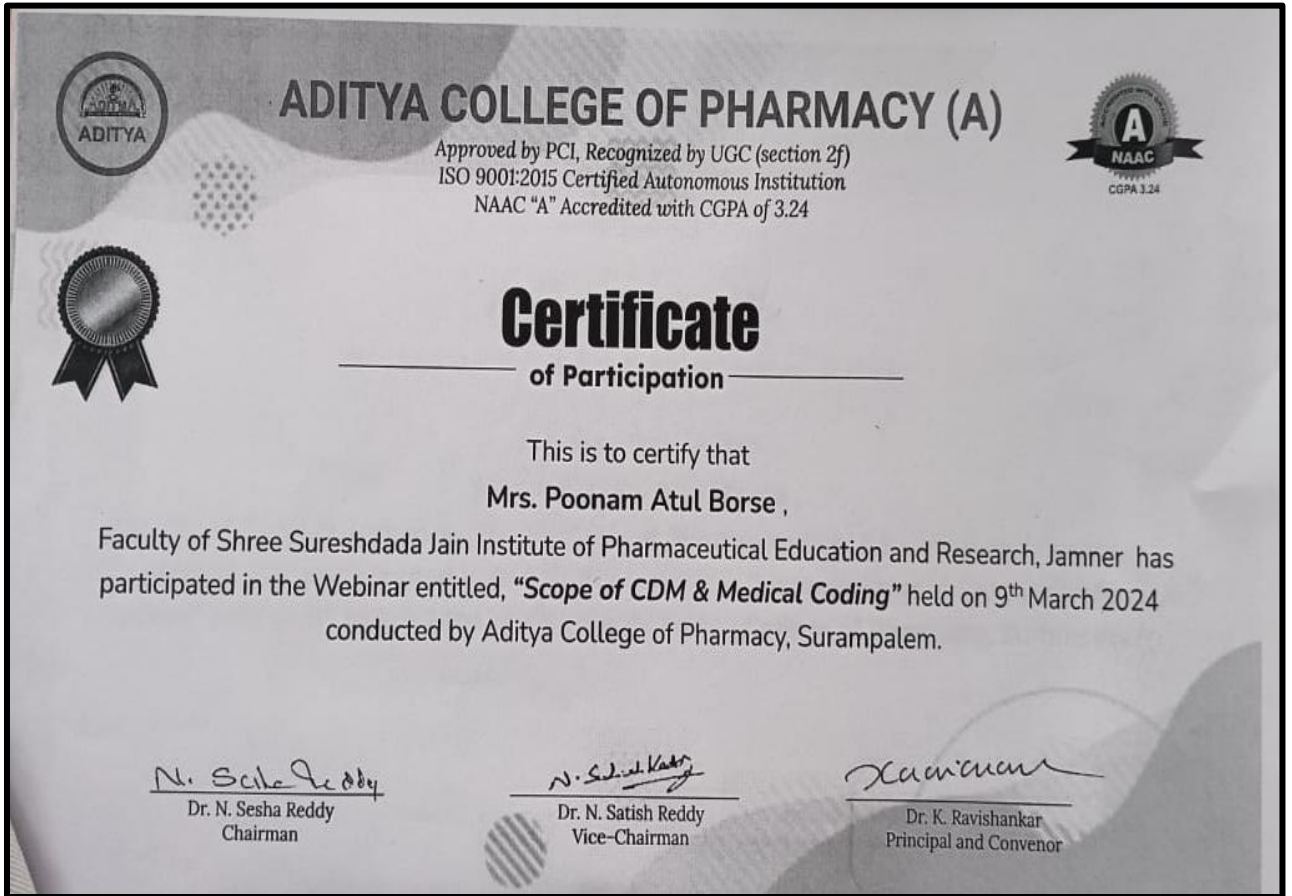 ADITYA
ADITYA
ADITYA COLLEGE OF PHARMACY (A)
Approved by PCI, Recognized by UGC (section 2f)
ISO 9001:2015 Certified Autonomous Institution
NAAC “A” Accredited with CGPA of 3.24
A
NAAC
CGPA 3.24
Certificate
of Participation
This is to certify that
Mrs. Poonam Atul Borse ,
Faculty of Shree Sureshdada Jain Institute of Pharmaceutical Education and Research, Jamner has
participated in the Webinar entitled, “Scope of CDM & Medical Coding” held on 9th March 2024
conducted by Aditya College of Pharmacy, Surampalem.
Dr. N. Sesha Reddy
Chairman
Dr. N. Satish Reddy
Vice-Chairman
Dr. K. Ravishankar
Principal and Convenor